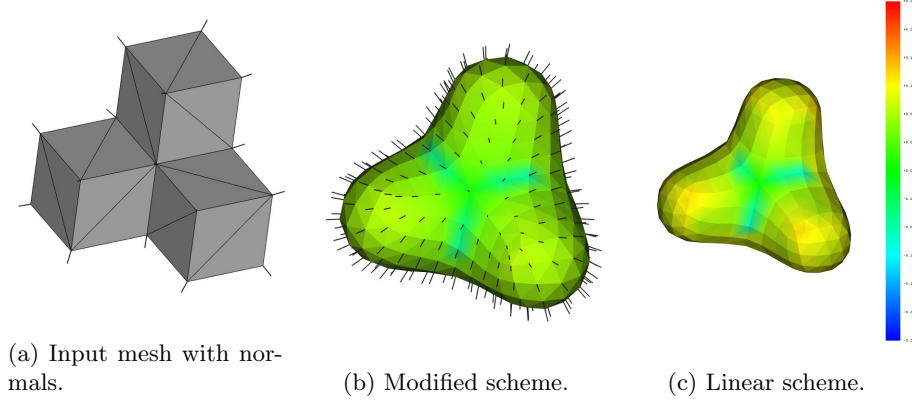 (a) Input mesh with nor-
mals.
(b) Modified scheme.
(c) Linear scheme.